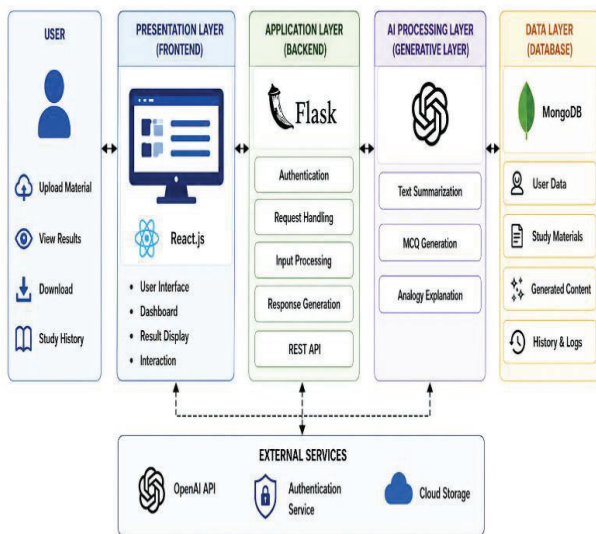 USER
Upload Material
View Results
Download
Study History
PRESENTATION LAYER
(FRONTEND)
React.js
• User Interface
• Dashboard
• Result Display
• Interaction
APPLICATION LAYER
(BACKEND)
Flask
Authentication
Request Handling
Input Processing
Response Generation
REST API
AI PROCESSING LAYER
(GENERATIVE LAYER)
Text Summarization
MCQ Generation
Analogy Explanation
DATA LAYER
(DATABASE)
MongoDB
User Data
Study Materials
Generated Content
History & Logs
EXTERNAL SERVICES
OpenAI API
Authentication
Service
Cloud Storage